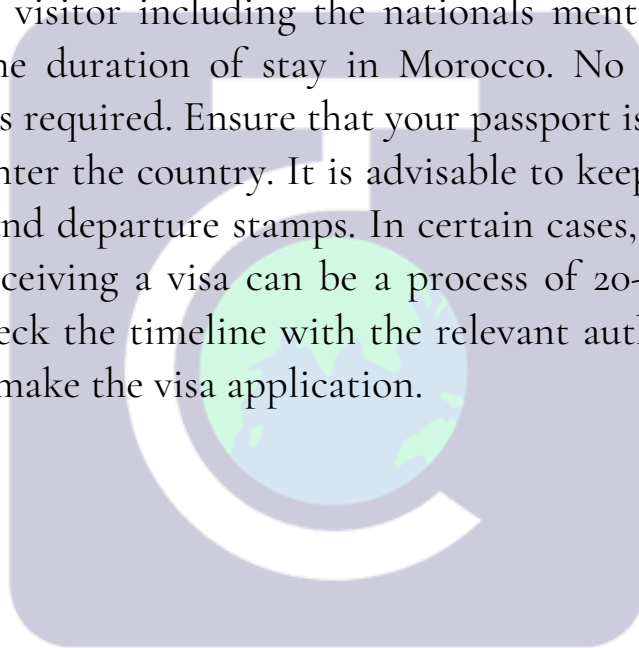 visitor including the nationals ment
ne duration of stay in Morocco. No
s required. Ensure that your passport is
nter the country. It is advisable to keep
nd departure stamps. In certain cases,
ceiving a visa can be a process of 20-
eck the timeline with the relevant aut
make the visa application.